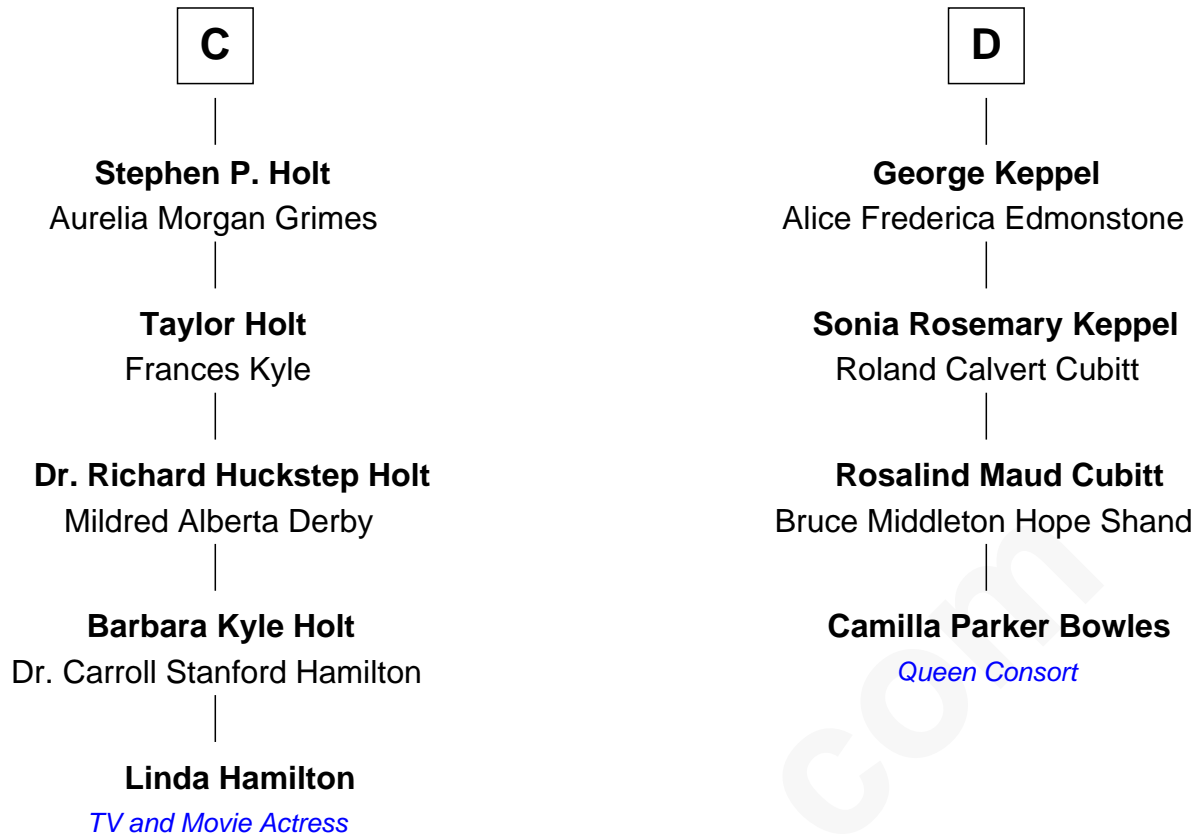 C
Stephen P. Holt
Aurelia Morgan Grimes
Taylor Holt
Frances Kyle
Dr. Richard Huckstep Holt
Mildred Alberta Derby
Barbara Kyle Holt
Dr. Carroll Stanford Hamilton
Linda Hamilton
TV and Movie Actress
D
George Keppel
Alice Frederica Edmonstone
Sonia Rosemary Keppel
Roland Calvert Cubitt
Rosalind Maud Cubitt
Bruce Middleton Hope Shand
Camilla Parker Bowles
Queen Consort
com